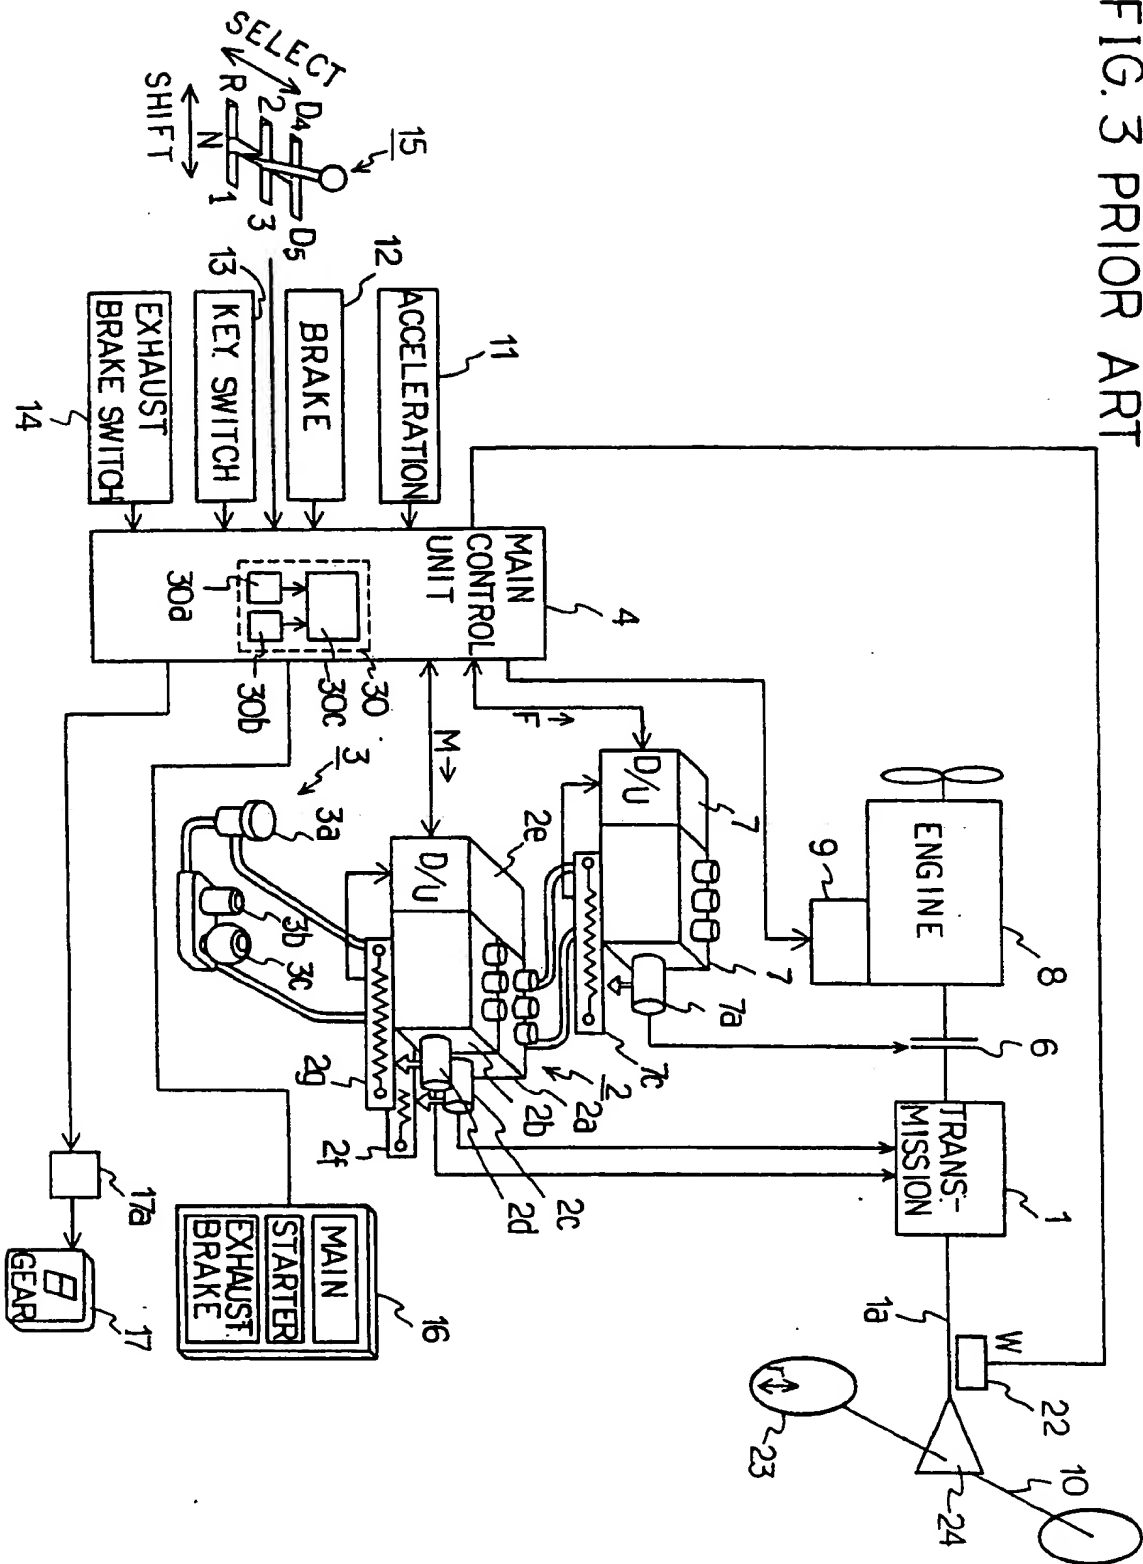 FIG. 3 PRIOR ART
ENGINE
8
9
6
TRANS-
MISSION
1
1a
W
22
23
24
10
D/U
7
7
7a
7c
F→
M→
MAIN
CONTROL
UNIT
4
30
30a
30b
30c
ACCELERATION
11
BRAKE
12
13
KEY SWITCH
EXHAUST
BRAKE SWITCH
14
15
SELECT
SHIFT
R
N
1
2
3
D4
D5
D/U
2
2a
2b
2c
2d
2e
2f
2g
3
3a
3b
3c
MAIN
STARTER
EXHAUST
BRAKE
16
17a
GEAR
17